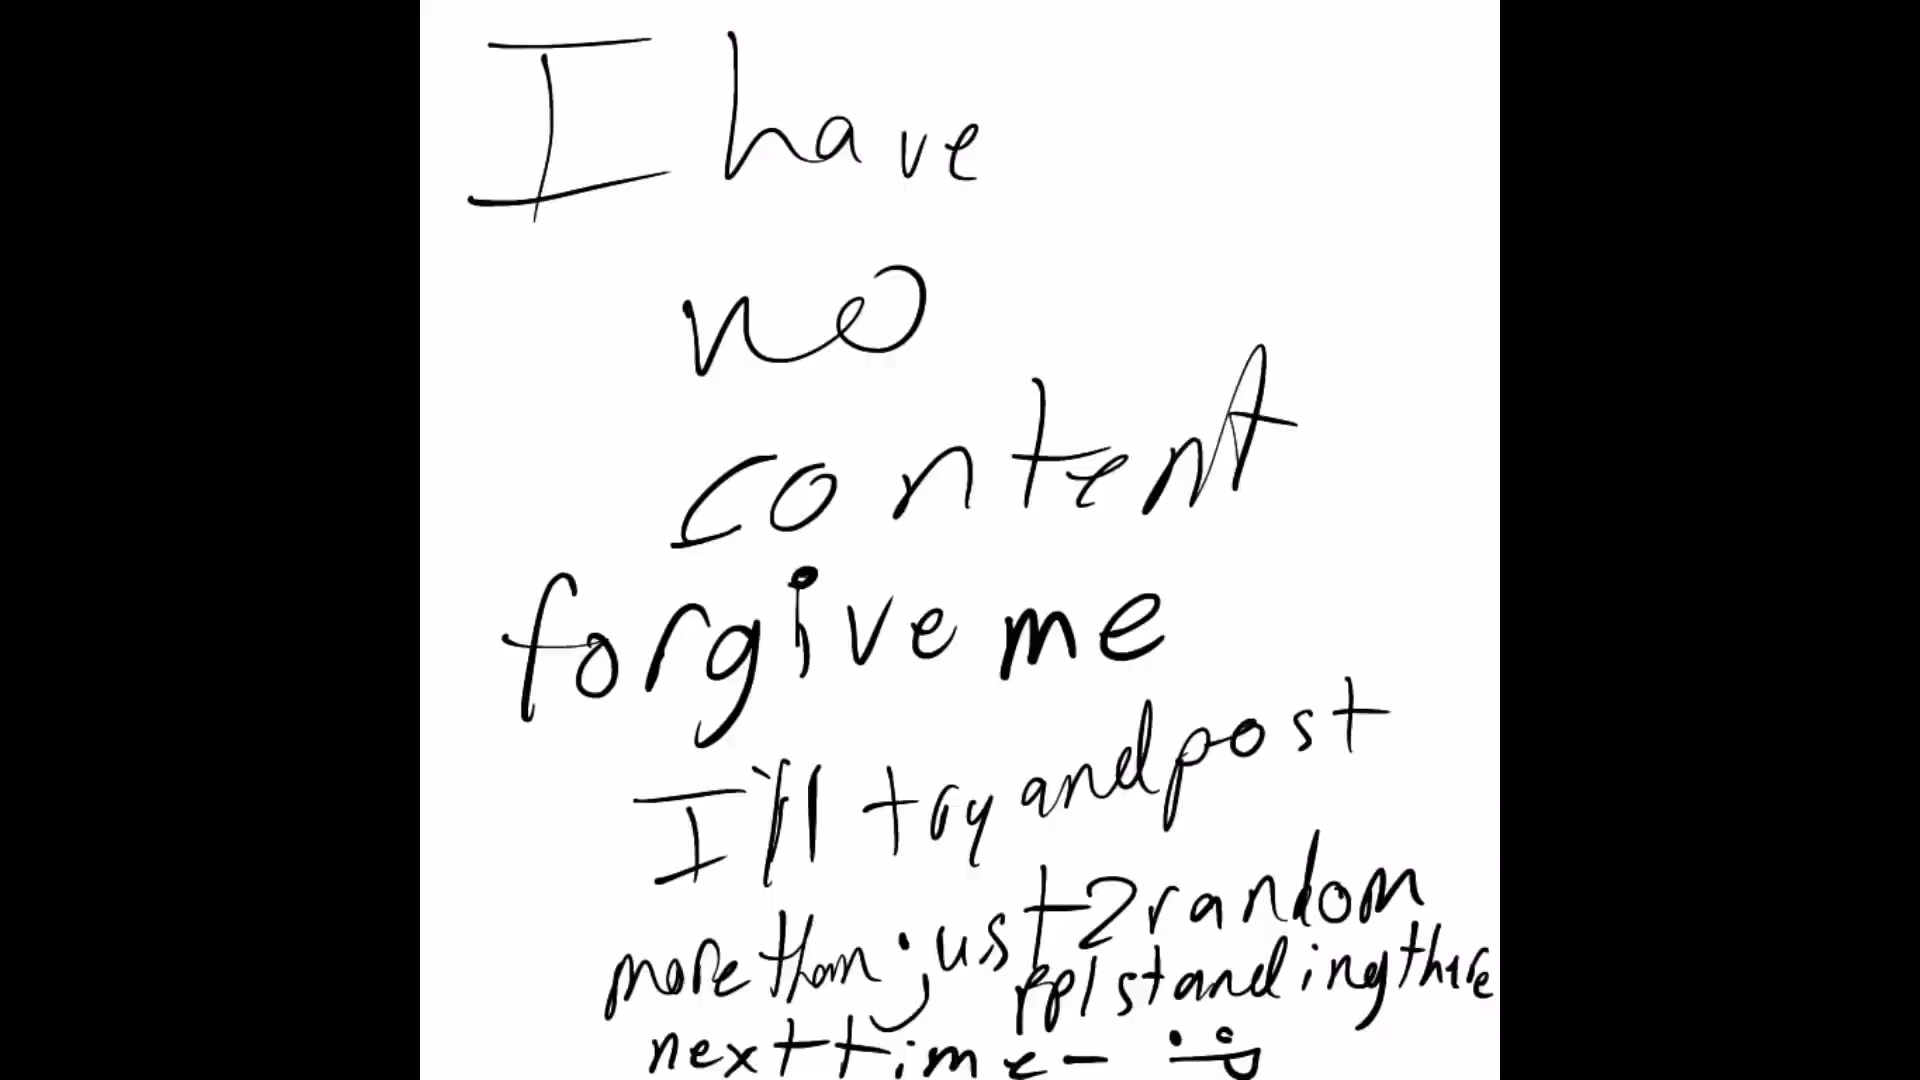 I have
no
content
forgive me
I'll try and post
more than just 2 random
ppl standing there
next time-